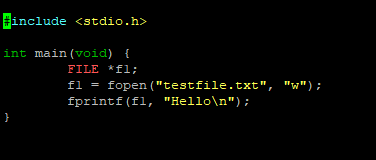 #include <stdio.h>
int main(void) {
        FILE *f1;
        f1 = fopen("testfile.txt", "w");
        fprintf(f1, "Hello\n");
}